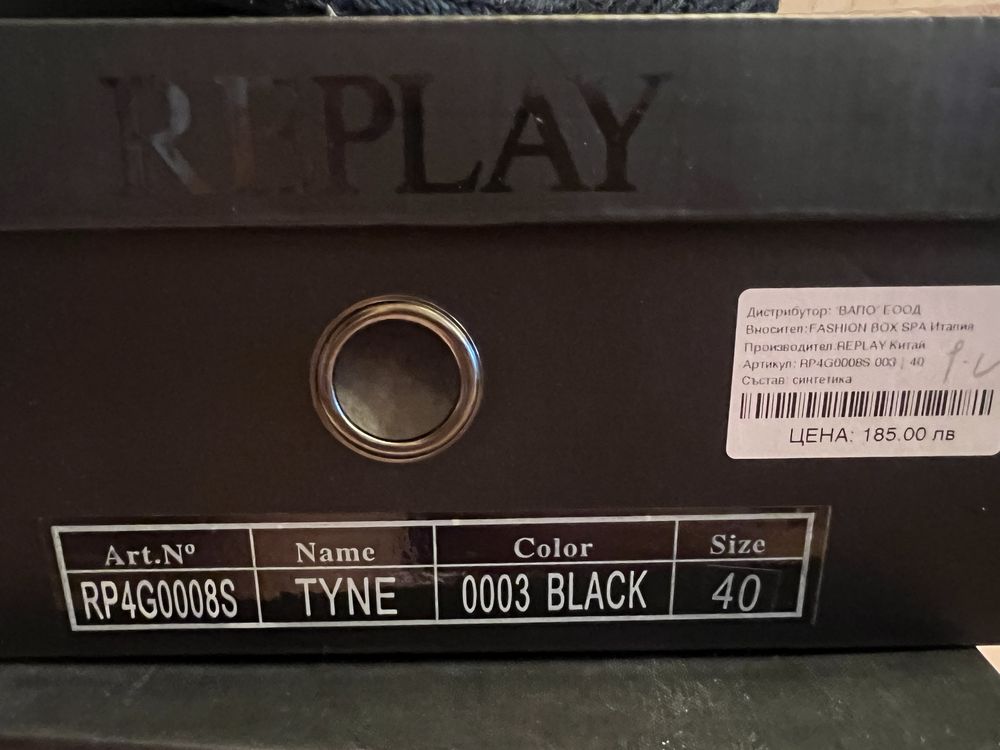 REPLAY
Дистрибутор: "ВАПО" ЕООД
Вносител: FASHION BOX SPA Италия
Производител: REPLAY Китай
Артикул: RP4G0008S 003 | 40
Състав: синтетика
ЦЕНА: 185.00 лв
Art.Nº Name Color Size
RP4G0008S TYNE 0003 BLACK 40